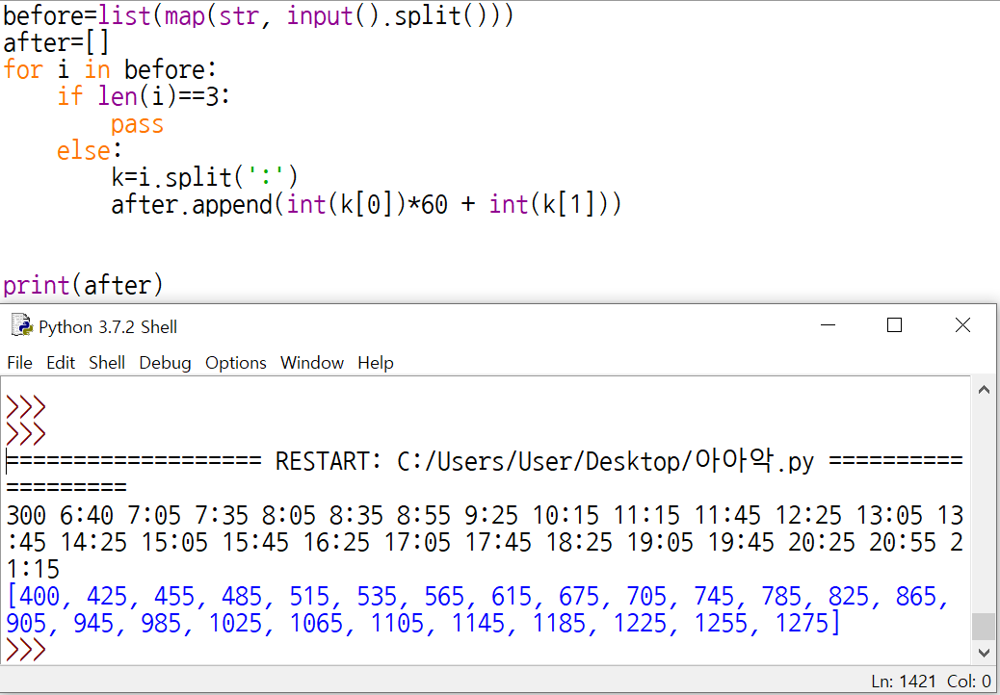 before=list(map(str, input().split()))
after=[]
for i in before:
    if len(i)==3:
        pass
    else:
        k=i.split(':')
        after.append(int(k[0])*60 + int(k[1]))
print(after)
Python 3.7.2 Shell
File Edit Shell Debug Options Window Help
>>>
>>>
=================== RESTART: C:/Users/User/Desktop/아아악.py ==========
=========
300 6:40 7:05 7:35 8:05 8:35 8:55 9:25 10:15 11:15 11:45 12:25 13:05 13
:45 14:25 15:05 15:45 16:25 17:05 17:45 18:25 19:05 19:45 20:25 20:55 2
1:15
[400, 425, 455, 485, 515, 535, 565, 615, 675, 705, 745, 785, 825, 865,
905, 945, 985, 1025, 1065, 1105, 1145, 1185, 1225, 1255, 1275]
>>>
Ln: 1421 Col: 0